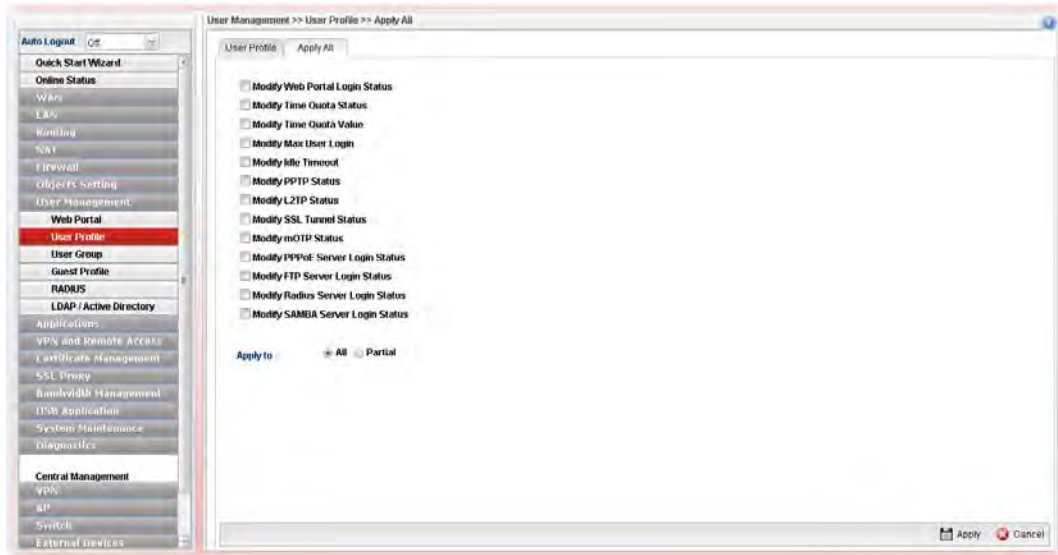 User Management >> User Profile >> Apply All
Auto Logout Off
Quick Start Wizard
Online Status
WAN
LAN
Routing
NAT
Firewall
Objects Setting
User Management
Web Portal
User Profile
User Group
Guest Profile
RADIUS
LDAP / Active Directory
Applications
VPN and Remote Access
Certificate Management
SSL Proxy
Bandwidth Management
USB Application
System Maintenance
Diagnostics
Central Management
VPN
AP
Switch
External Devices
User Profile Apply All
Modify Web Portal Login Status
Modify Time Quota Status
Modify Time Quota Value
Modify Max User Login
Modify Idle Timeout
Modify PPTP Status
Modify L2TP Status
Modify SSL Tunnel Status
Modify mOTP Status
Modify PPPoE Server Login Status
Modify FTP Server Login Status
Modify Radius Server Login Status
Modify SAMBA Server Login Status
Apply to All Partial
Apply Cancel